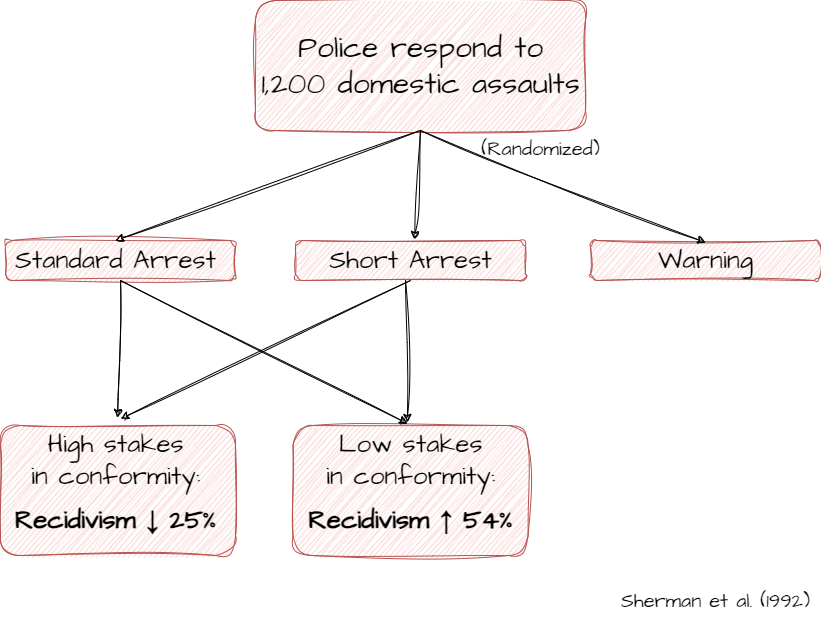 Police respond to
1,200 domestic assaults
(Randomized)
Standard Arrest
Short Arrest
Warning
High stakes
in conformity:
Recidivism ↓ 25%
Low stakes
in conformity:
Recidivism ↑ 54%
Sherman et al. (1992)